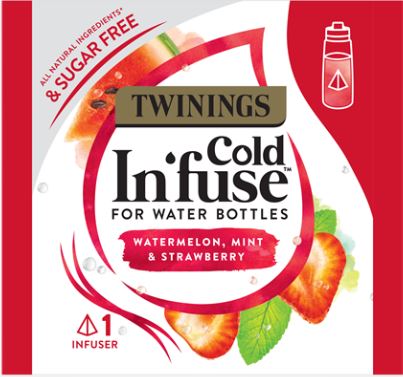 ALL NATURAL INGREDIENTS*
& SUGAR FREE
TWININGS
Cold
In'fuse™
FOR WATER BOTTLES
WATERMELON, MINT
& STRAWBERRY
1
INFUSER